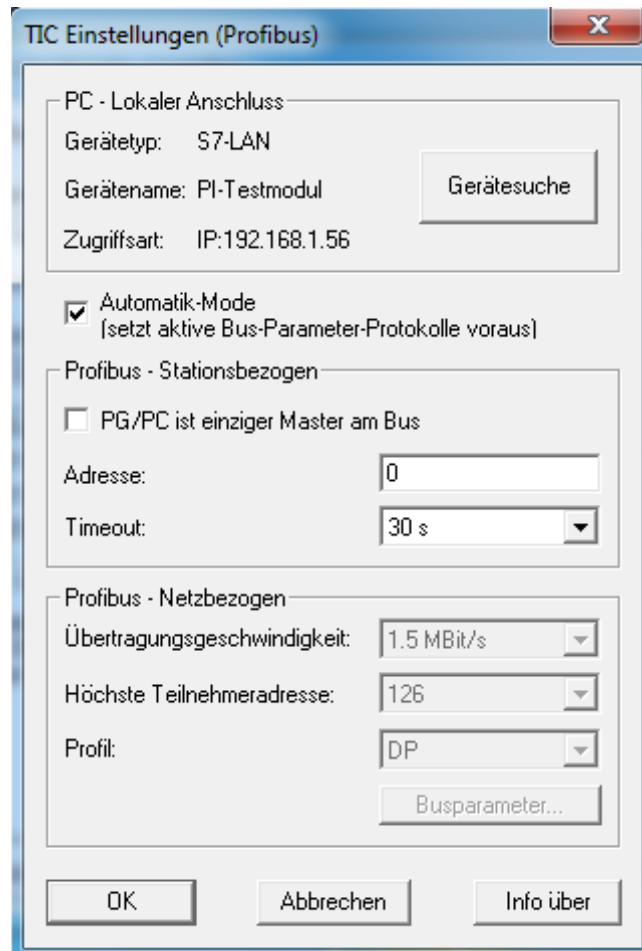 TIC Einstellungen (Profibus)
PC - Lokaler Anschluss
Gerätetyp: S7-LAN
Gerätename: PI-Testmodul
Gerätesuche
Zugriffsart: IP:192.168.1.56
Automatik-Mode
(setzt aktive Bus-Parameter-Protokolle voraus)
Profibus - Stationsbezogen
PG/PC ist einziger Master am Bus
Adresse: 0
Timeout: 30 s
Profibus - Netzbezogen
Übertragungsgeschwindigkeit: 1.5 MBit/s
Höchste Teilnehmeradresse: 126
Profil: DP
Busparameter...
OK Abbrechen Info über